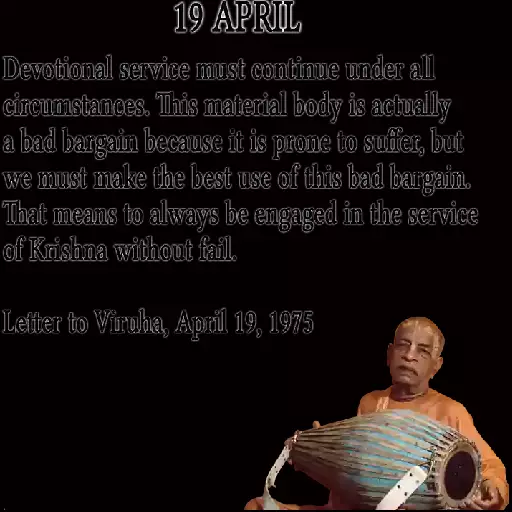 19 APRIL
Devotional service must continue under all
circumstances. This material body is actually
a bad bargain because it is prone to suffer, but
we must make the best use of this bad bargain.
That means to always be engaged in the service
of Krishna without fail.
Letter to Viruha, April 19, 1975